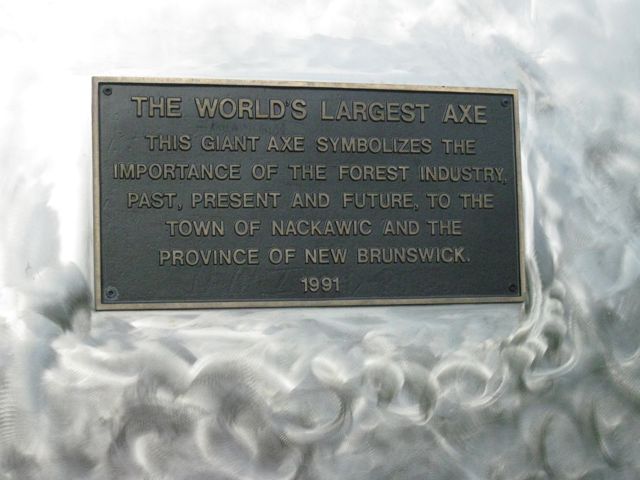 THE WORLD'S LARGEST AXE
THIS GIANT AXE SYMBOLIZES THE
IMPORTANCE OF THE FOREST INDUSTRY,
PAST, PRESENT AND FUTURE, TO THE
TOWN OF NACKAWIC AND THE
PROVINCE OF NEW BRUNSWICK.
1991